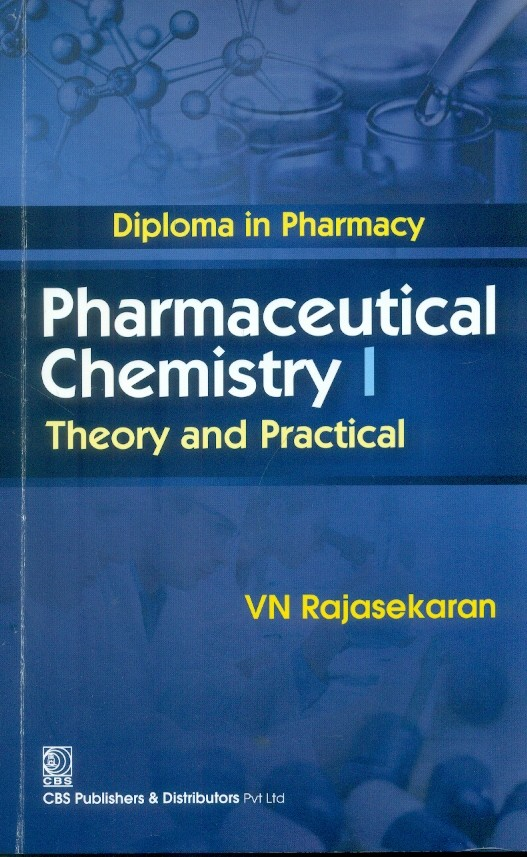 Diploma in Pharmacy
Pharmaceutical
Chemistry I
Theory and Practical
VN Rajasekaran
CBS
CBS Publishers & Distributors Pvt Ltd